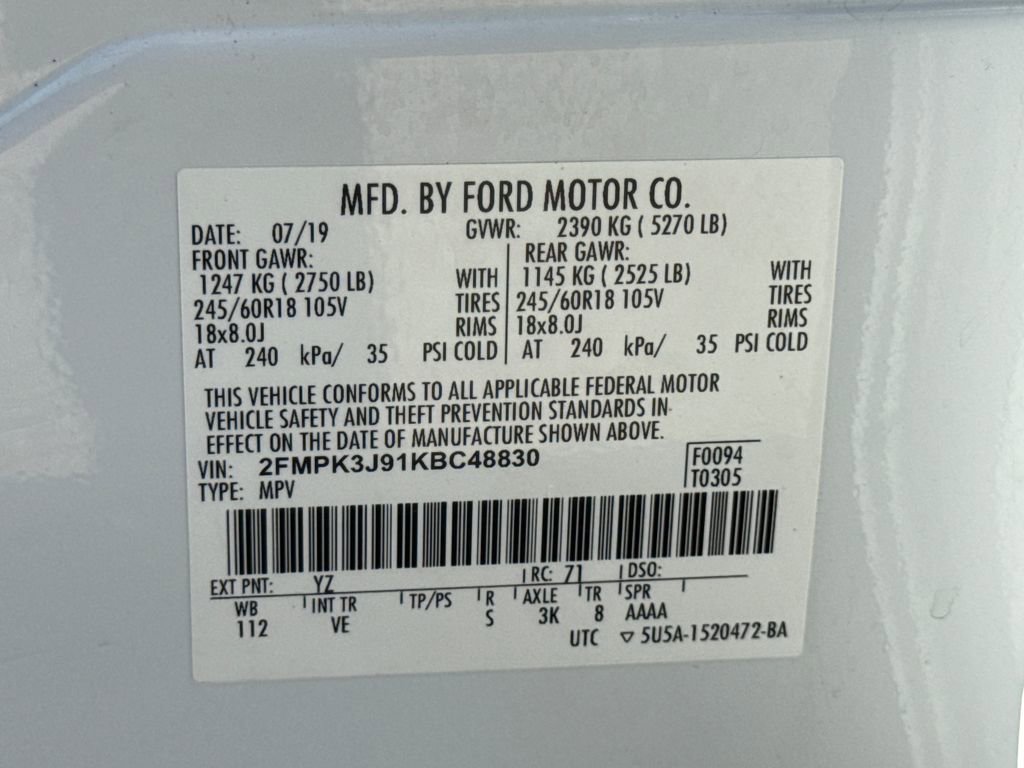 MFD. BY FORD MOTOR CO.
DATE: 07/19 GVWR: 2390 KG ( 5270 LB)
FRONT GAWR: REAR GAWR:
1247 KG ( 2750 LB) WITH 1145 KG ( 2525 LB) WITH
245/60R18 105V TIRES 245/60R18 105V TIRES
18x8.0J RIMS 18x8.0J RIMS
AT 240 kPa/ 35 PSI COLD AT 240 kPa/ 35 PSI COLD
THIS VEHICLE CONFORMS TO ALL APPLICABLE FEDERAL MOTOR
VEHICLE SAFETY AND THEFT PREVENTION STANDARDS IN
EFFECT ON THE DATE OF MANUFACTURE SHOWN ABOVE.
VIN: 2FMPK3J91KBC48830 F0094
TYPE: MPV T0305
EXT PNT: YZ RC: 71 DSO:
WB INT TR TP/PS R AXLE TR SPR
112 VE S 3K 8 AAAA
UTC ▽ 5U5A-1520472-BA